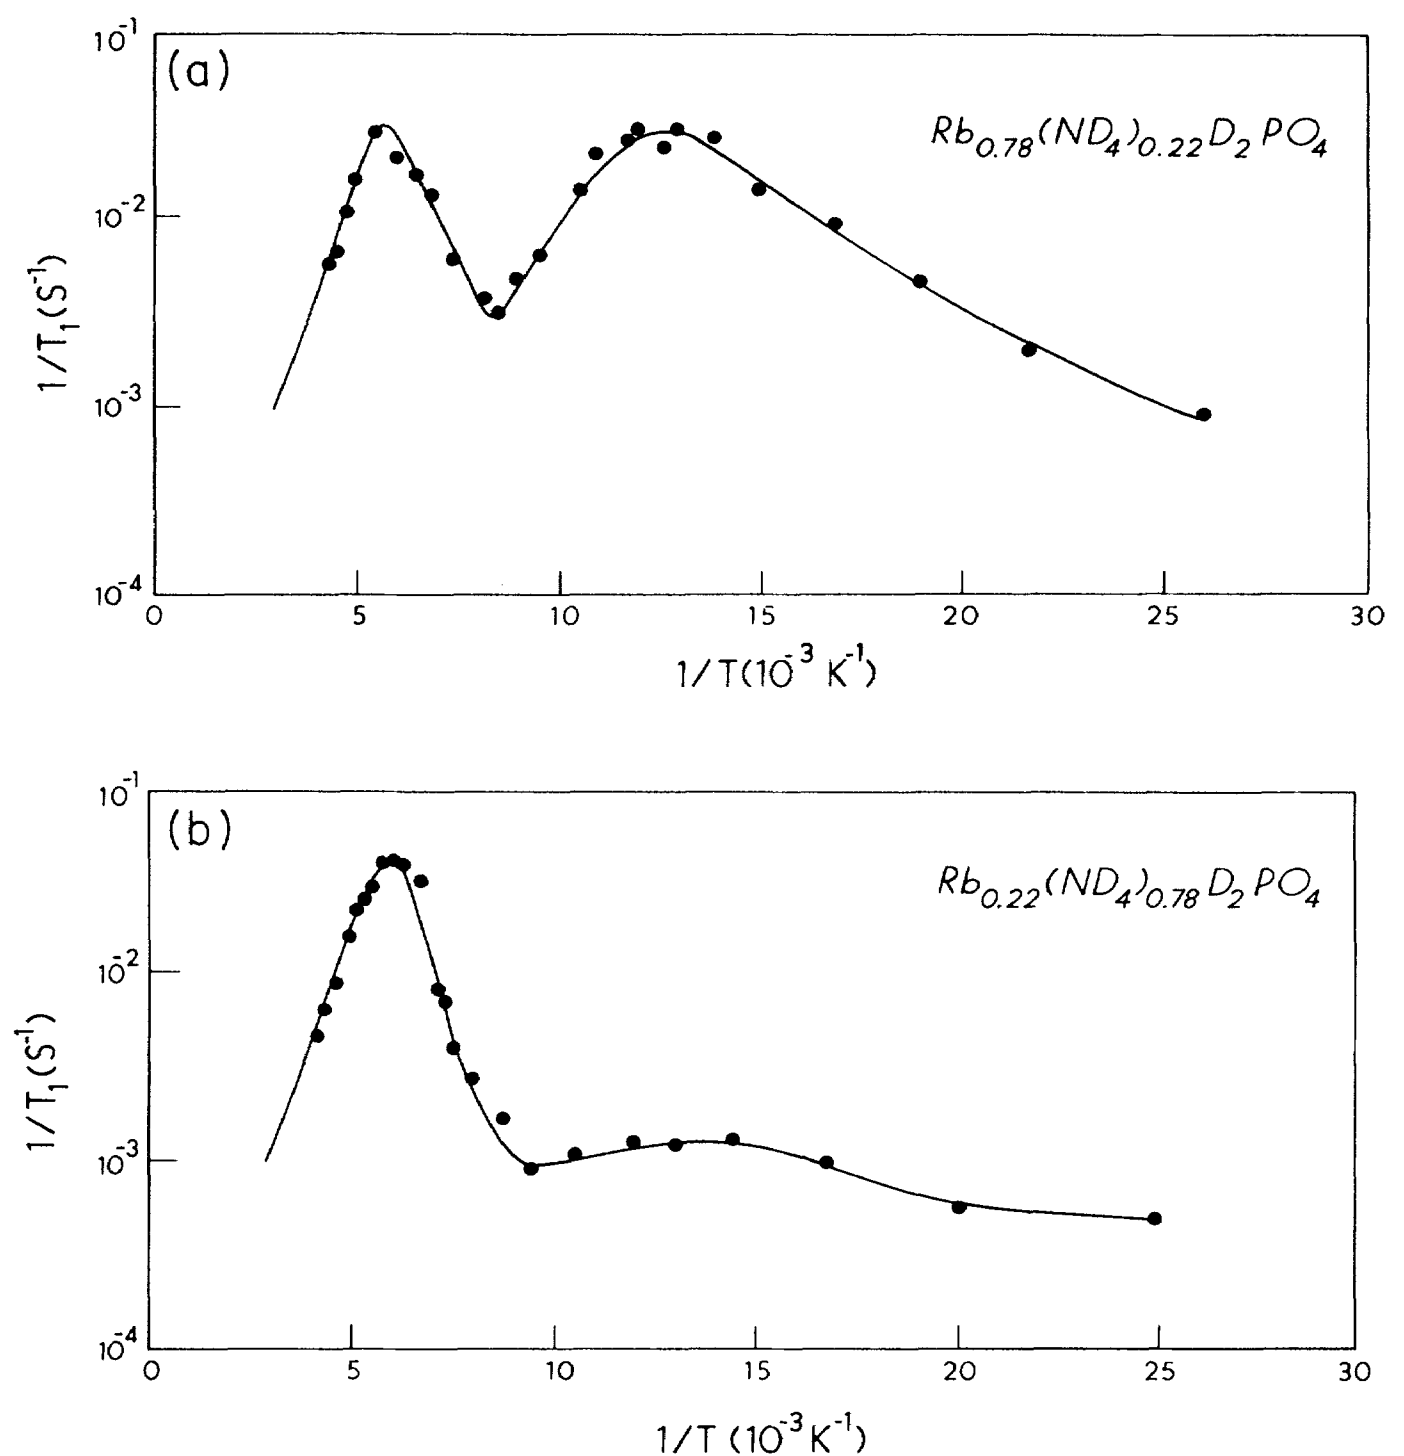 10⁻¹
(a)
Rb₀.₇₈(ND₄)₀.₂₂D₂PO₄
10⁻²
1/T₁(S⁻¹)
10⁻³
10⁻⁴
0 5 10 15 20 25 30
1/T(10⁻³ K⁻¹)
10⁻¹
(b)
Rb₀.₂₂(ND₄)₀.₇₈D₂PO₄
10⁻²
1/T₁(S⁻¹)
10⁻³
10⁻⁴
0 5 10 15 20 25 30
1/T (10⁻³ K⁻¹)